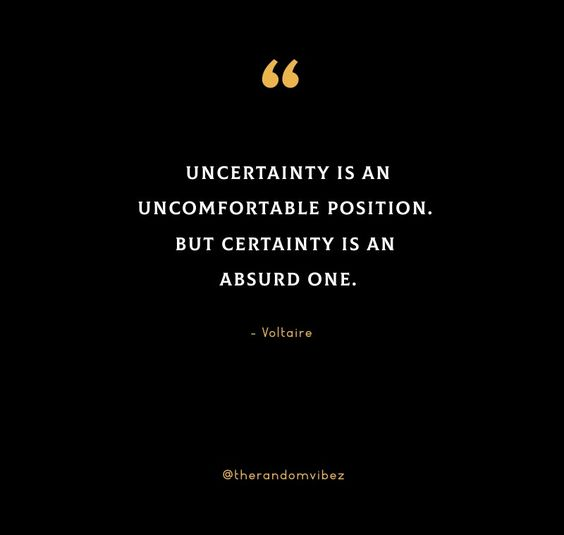 “
UNCERTAINTY IS AN
UNCOMFORTABLE POSITION.
BUT CERTAINTY IS AN
ABSURD ONE.
- Voltaire
@therandomvibez